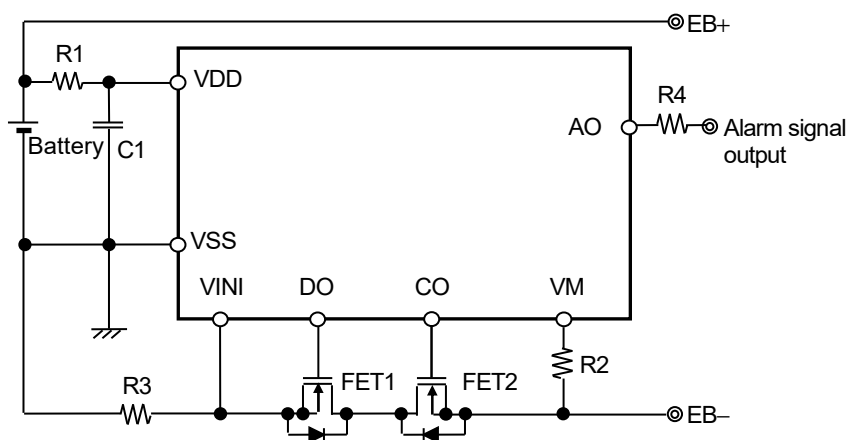 EB+
R1
VDD
R4
AO
Alarm signal
output
Battery
C1
VSS
VINI
DO
CO
VM
R3
FET1
FET2
R2
EB−